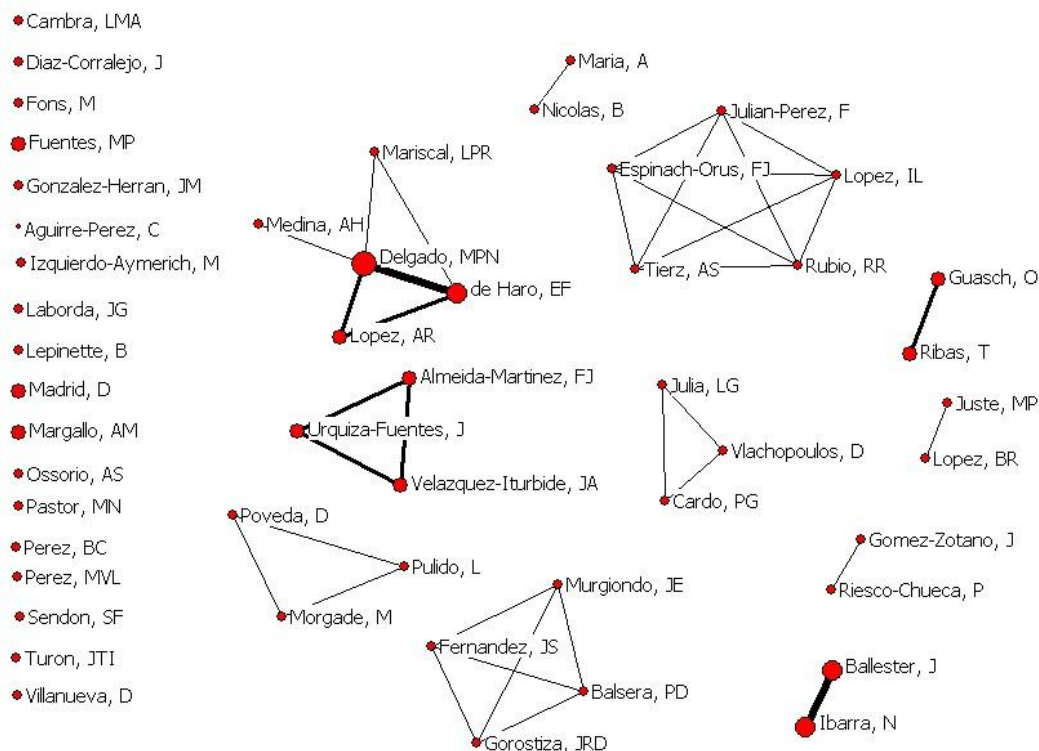 Cambra, LMA
Diaz-Corralejo, J
Fons, M
Fuentes, MP
Gonzalez-Herran, JM
Aguirre-Perez, C
Izquierdo-Aymerich, M
Laborda, JG
Lepinette, B
Madrid, D
Margallo, AM
Ossorio, AS
Pastor, MN
Perez, BC
Perez, MVL
Sendon, SF
Turon, JTI
Villanueva, D
Maria, A
Nicolas, B
Mariscal, LPR
Medina, AH
Delgado, MPN
de Haro, EF
Lopez, AR
Julian-Perez, F
Espinach-Orus, FJ
Lopez, IL
Tierz, AS
Rubio, RR
Guasch, O
Ribas, T
Almeida-Martinez, FJ
Urquiza-Fuentes, J
Velazquez-Iturbide, JA
Julia, LG
Vlachopoulos, D
Cardo, PG
Juste, MP
Lopez, BR
Poveda, D
Pulido, L
Morgade, M
Murgiondo, JE
Fernandez, JS
Balsera, PD
Gorostiza, JRD
Gomez-Zotano, J
Riesco-Chueca, P
Ballester, J
Ibarra, N